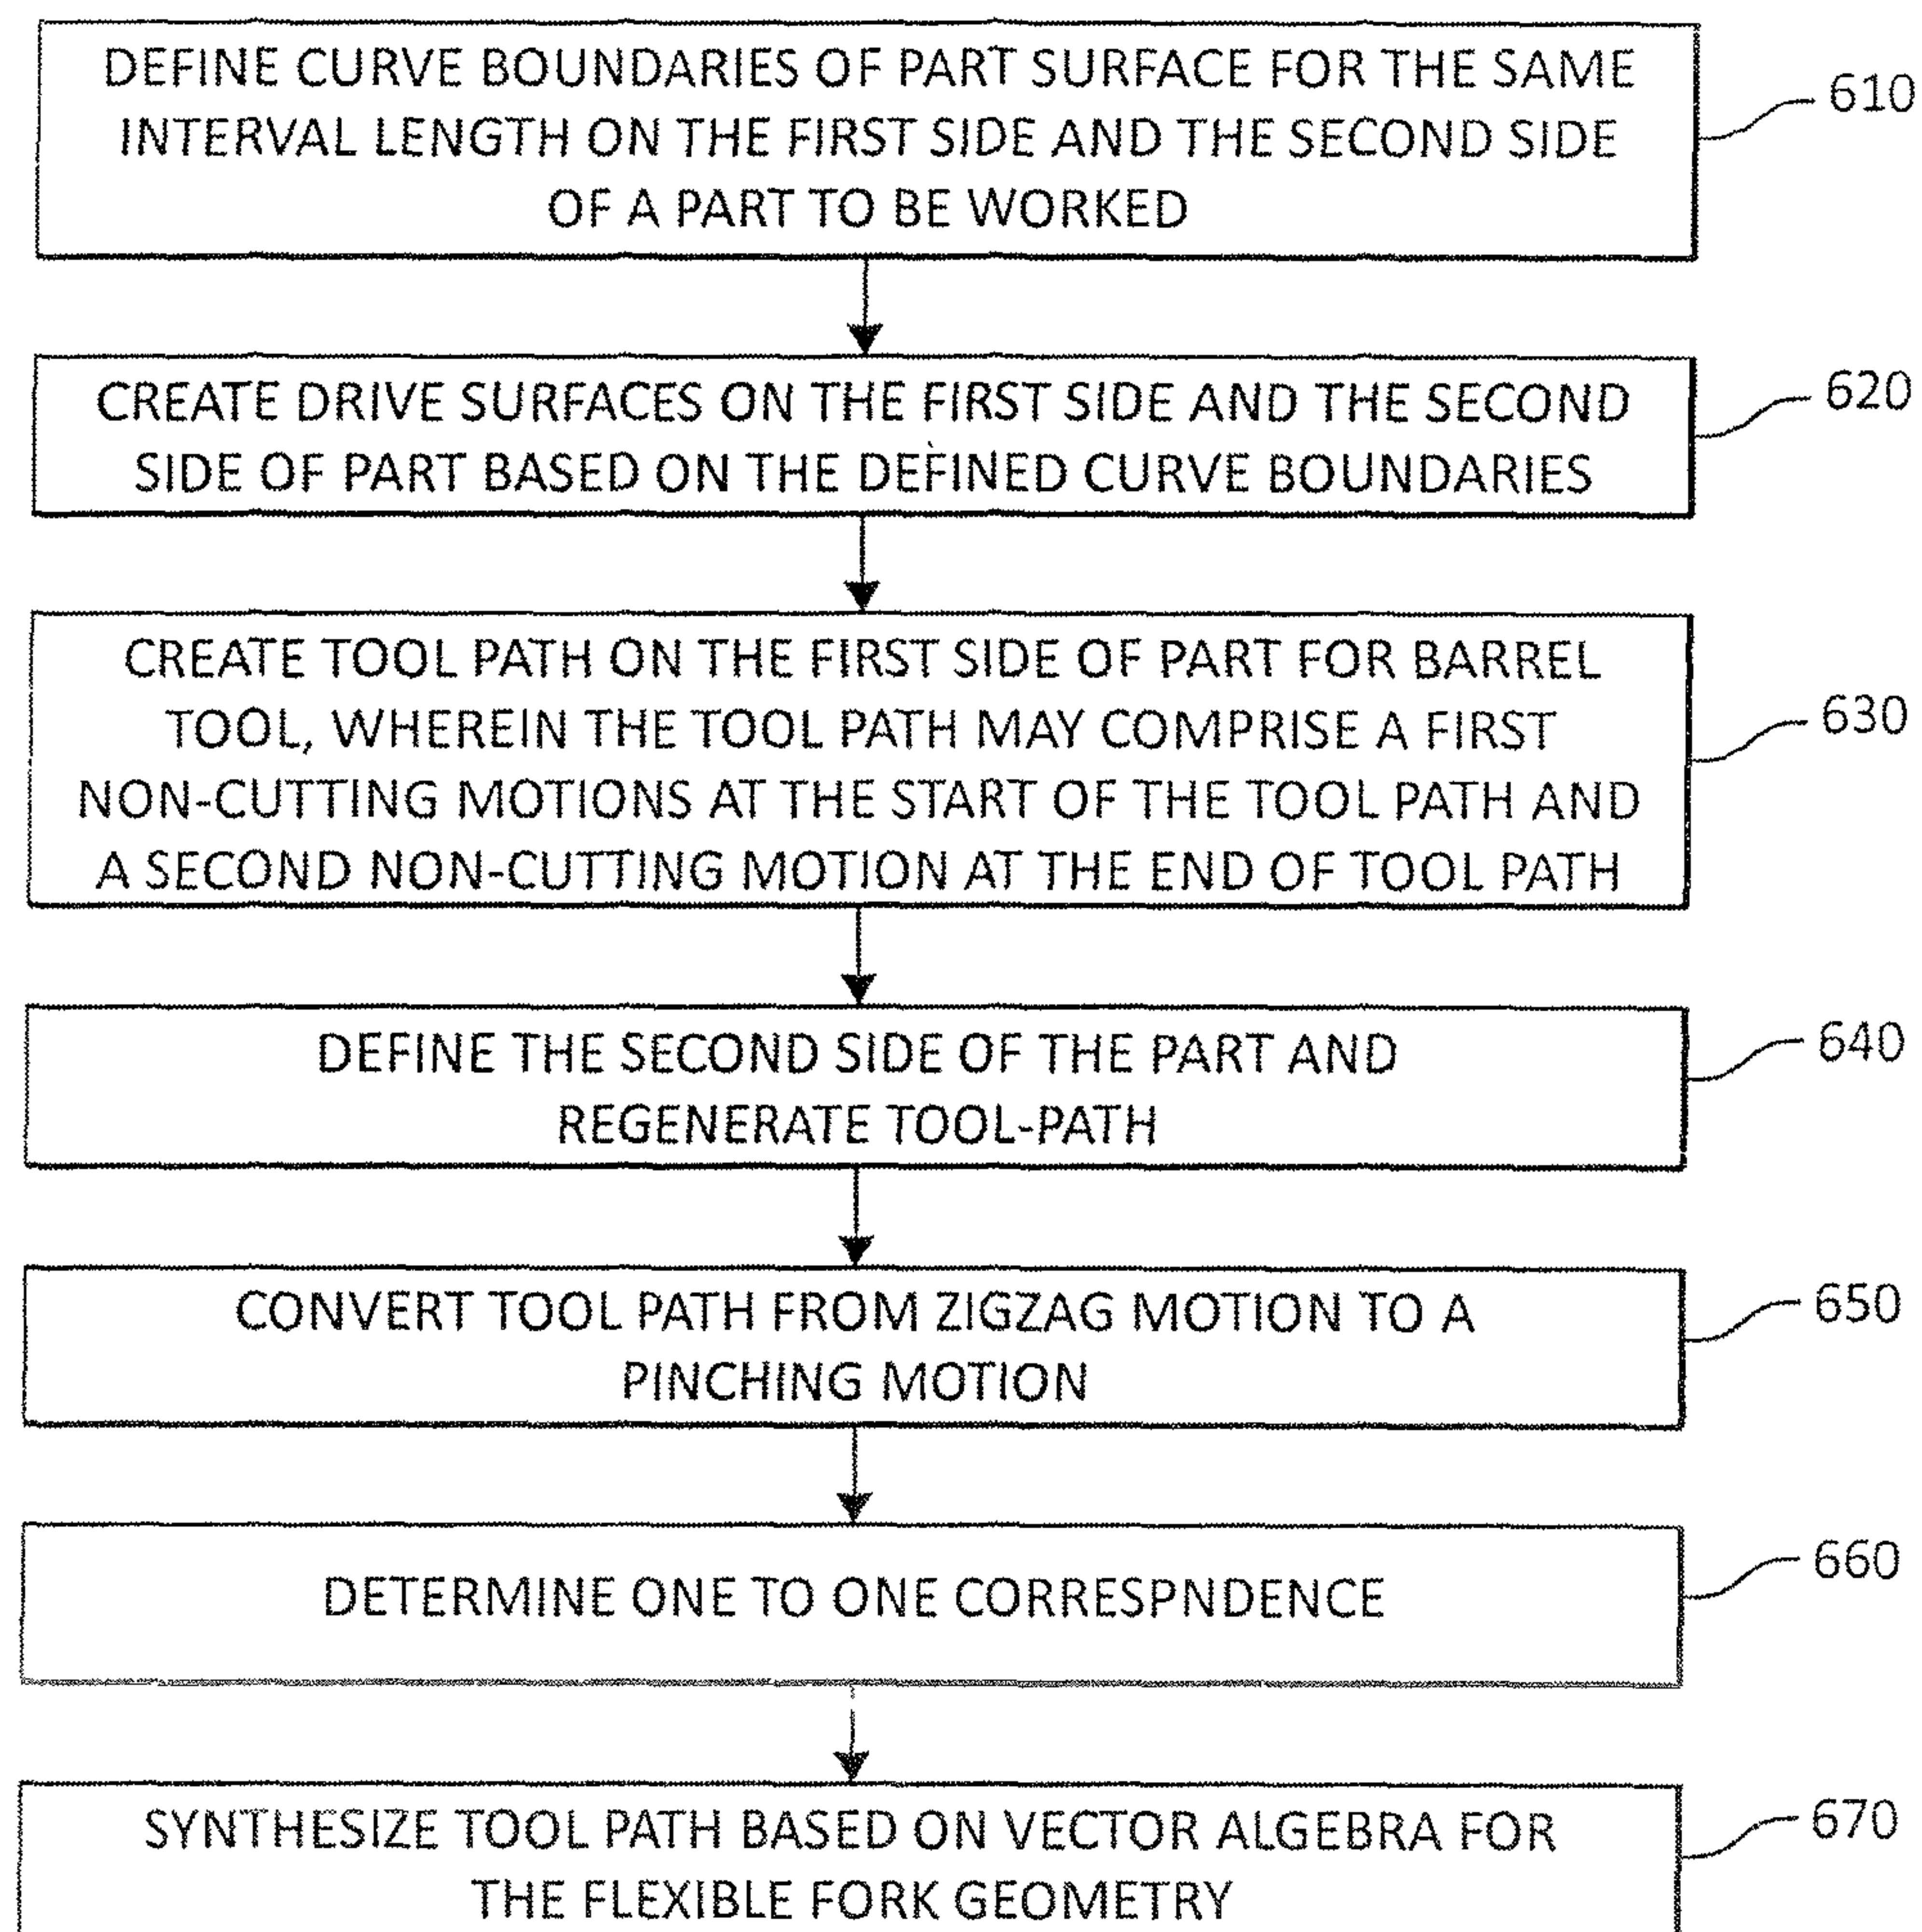 DEFINE CURVE BOUNDARIES OF PART SURFACE FOR THE SAME
INTERVAL LENGTH ON THE FIRST SIDE AND THE SECOND SIDE
OF A PART TO BE WORKED
610
CREATE DRIVE SURFACES ON THE FIRST SIDE AND THE SECOND
SIDE OF PART BASED ON THE DEFINED CURVE BOUNDARIES
620
CREATE TOOL PATH ON THE FIRST SIDE OF PART FOR BARREL
TOOL, WHEREIN THE TOOL PATH MAY COMPRISE A FIRST
NON-CUTTING MOTIONS AT THE START OF THE TOOL PATH AND
A SECOND NON-CUTTING MOTION AT THE END OF TOOL PATH
630
DEFINE THE SECOND SIDE OF THE PART AND
REGENERATE TOOL-PATH
640
CONVERT TOOL PATH FROM ZIGZAG MOTION TO A
PINCHING MOTION
650
DETERMINE ONE TO ONE CORRESPNDENCE
660
SYNTHESIZE TOOL PATH BASED ON VECTOR ALGEBRA FOR
THE FLEXIBLE FORK GEOMETRY
670